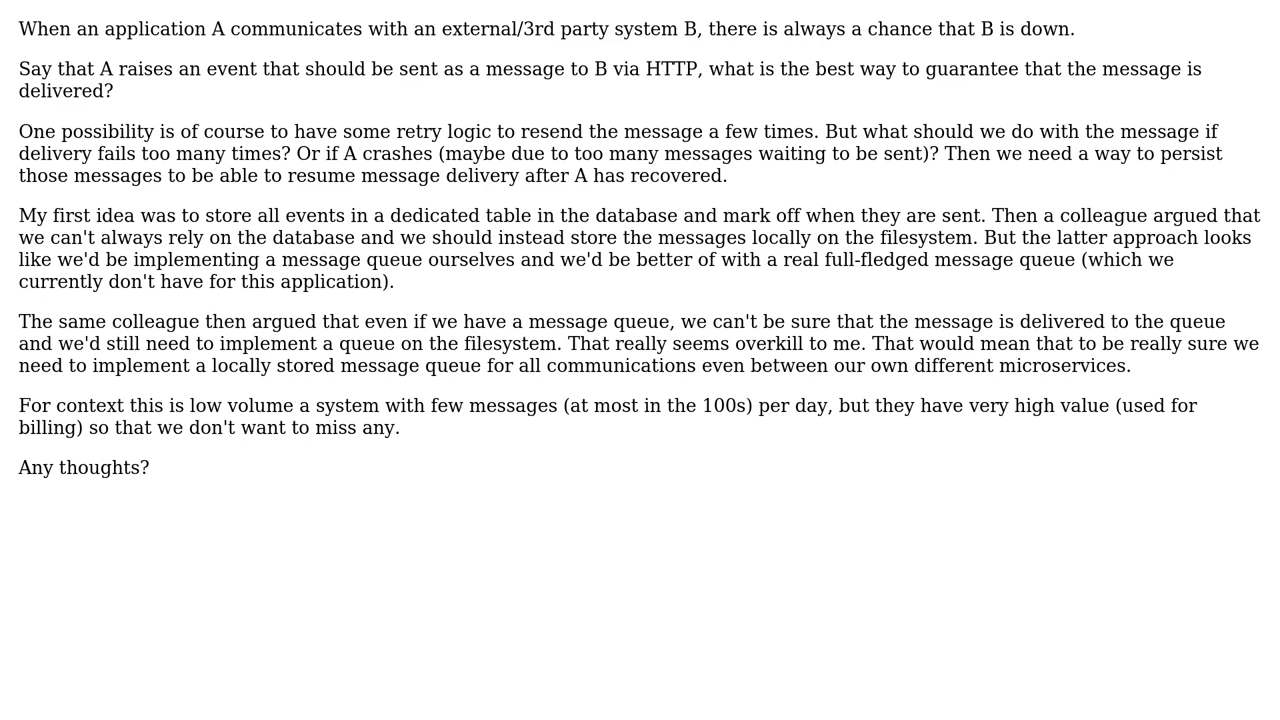 When an application A communicates with an external/3rd party system B, there is always a chance that B is down.
Say that A raises an event that should be sent as a message to B via HTTP, what is the best way to guarantee that the message is
delivered?
One possibility is of course to have some retry logic to resend the message a few times. But what should we do with the message if
delivery fails too many times? Or if A crashes (maybe due to too many messages waiting to be sent)? Then we need a way to persist
those messages to be able to resume message delivery after A has recovered.
My first idea was to store all events in a dedicated table in the database and mark off when they are sent. Then a colleague argued that
we can't always rely on the database and we should instead store the messages locally on the filesystem. But the latter approach looks
like we'd be implementing a message queue ourselves and we'd be better of with a real full-fledged message queue (which we
currently don't have for this application).
The same colleague then argued that even if we have a message queue, we can't be sure that the message is delivered to the queue
and we'd still need to implement a queue on the filesystem. That really seems overkill to me. That would mean that to be really sure we
need to implement a locally stored message queue for all communications even between our own different microservices.
For context this is low volume a system with few messages (at most in the 100s) per day, but they have very high value (used for
billing) so that we don't want to miss any.
Any thoughts?